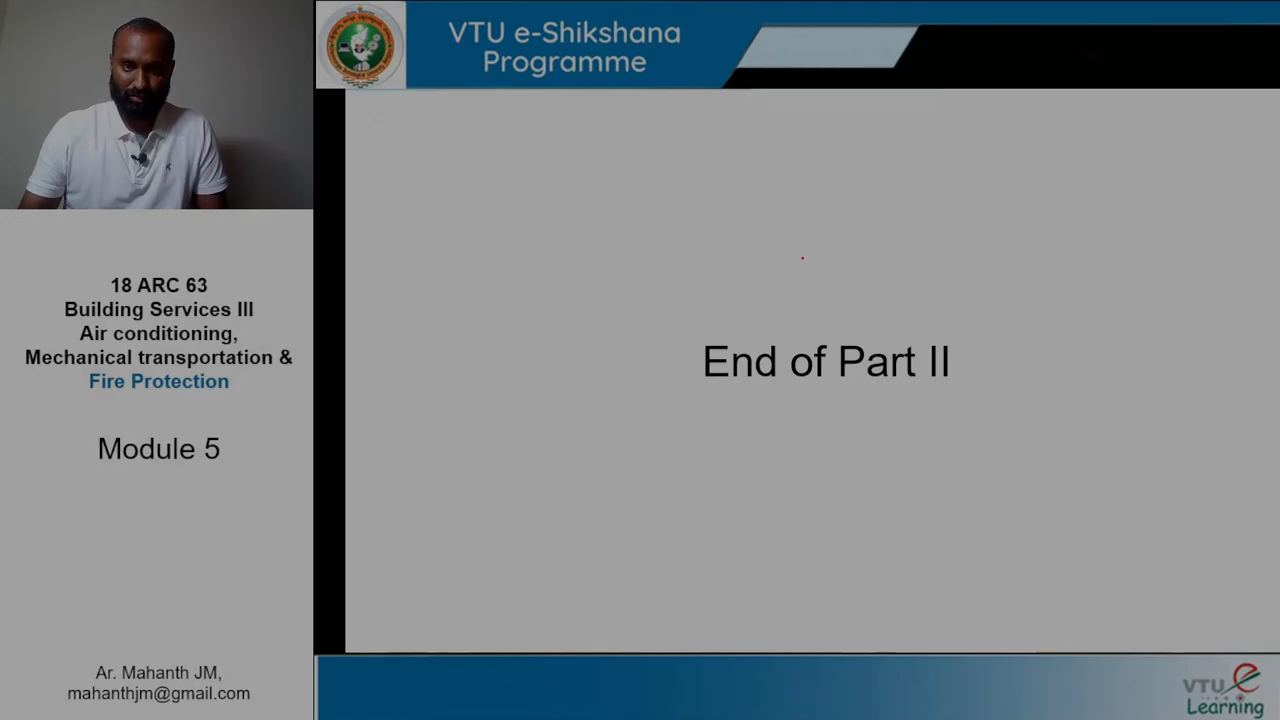 VTU e-Shikshana
Programme
18 ARC 63
Building Services III
Air conditioning,
Mechanical transportation &
Fire Protection
Module 5
End of Part II
Ar. Mahanth JM,
mahanthjm@gmail.com
VTU e
Learning